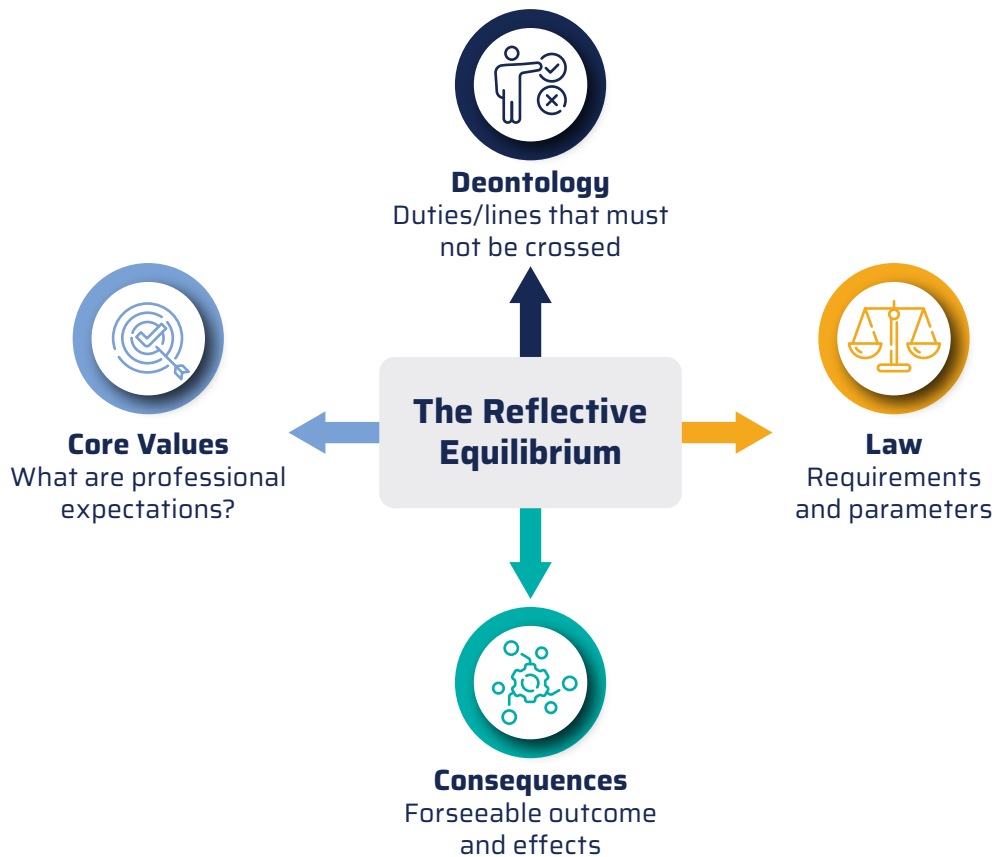 Deontology
Duties/lines that must
not be crossed
Core Values
What are professional
expectations?
The Reflective
Equilibrium
Law
Requirements
and parameters
Consequences
Forseeable outcome
and effects